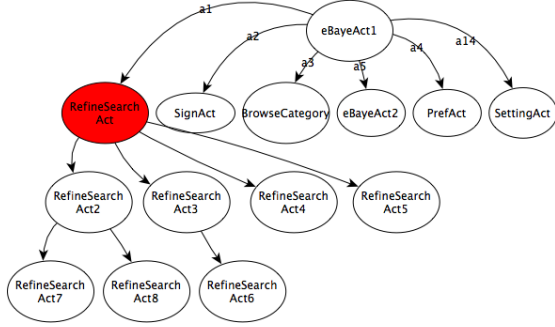 a1
eBayeAct1
a2
a14
a4
a3
a5
RefineSearch
Act
SignAct
BrowseCategory
eBayeAct2
PrefAct
SettingAct
RefineSearch
Act2
RefineSearch
Act3
RefineSearch
Act4
RefineSearch
Act5
RefineSearch
Act7
RefineSearch
Act8
RefineSearch
Act6